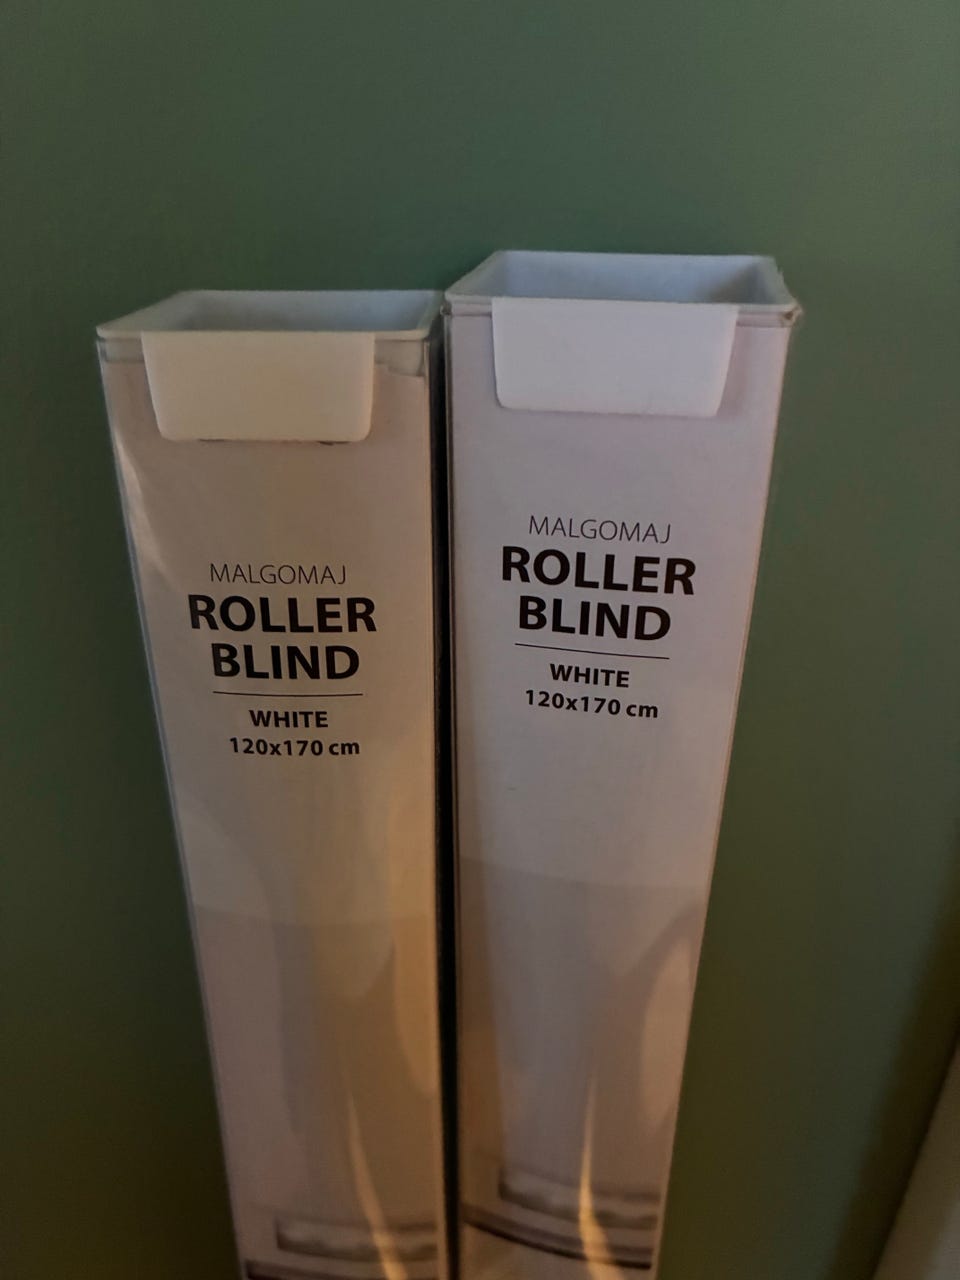 MALGOMAJ
ROLLER
BLIND
WHITE
120x170 cm
MALGOMAJ
ROLLER
BLIND
WHITE
120x170 cm